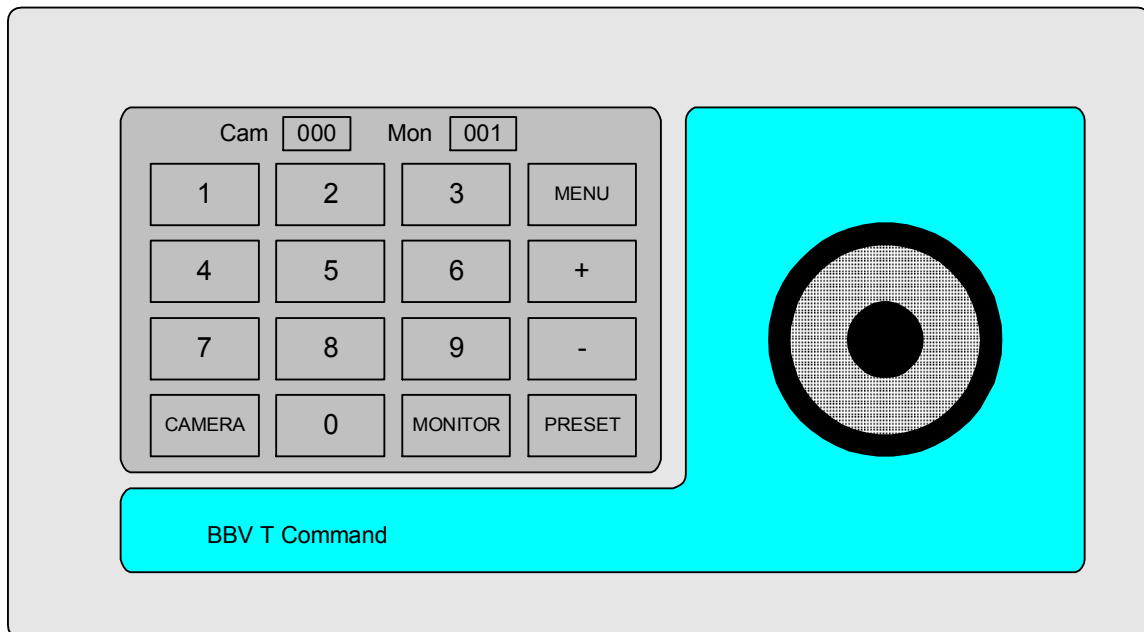 Cam 000 Mon 001
1 2 3 MENU
4 5 6 +
7 8 9 -
CAMERA 0 MONITOR PRESET
BBV T Command